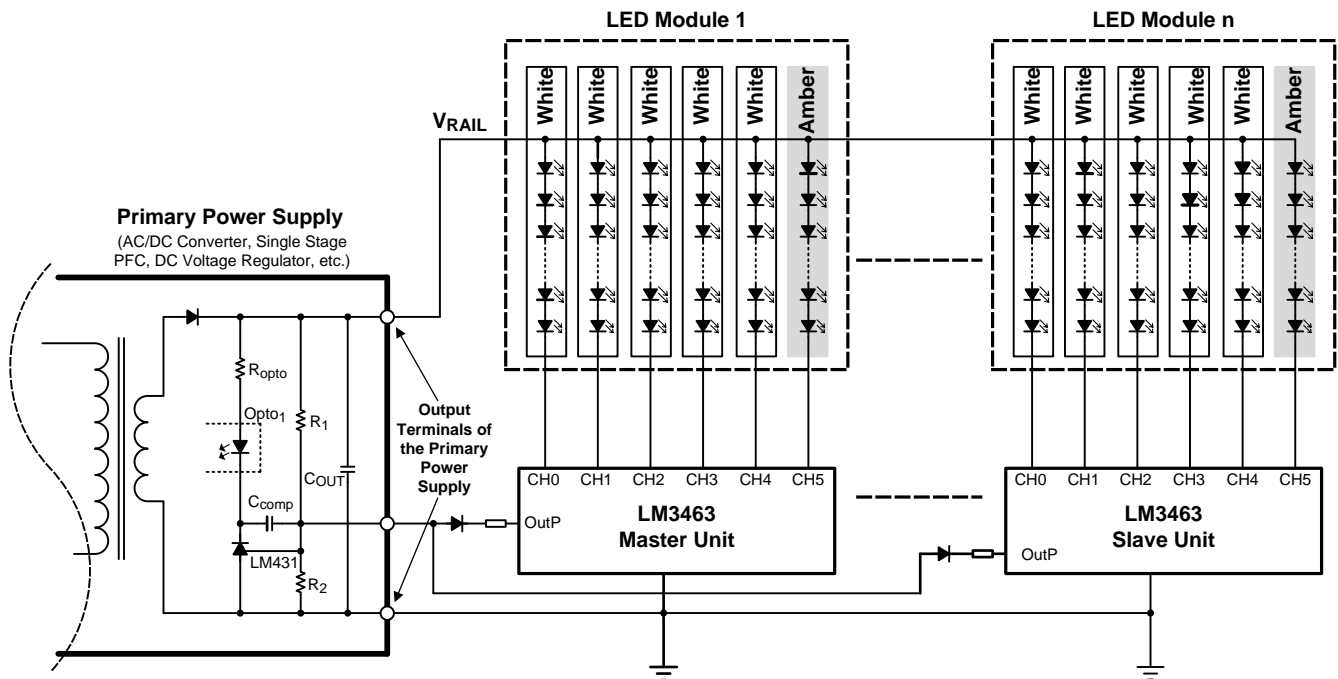 LED Module 1
LED Module n
White
White
White
White
White
Amber
White
White
White
White
White
Amber
VRAIL
Primary Power Supply
(AC/DC Converter, Single Stage
PFC, DC Voltage Regulator, etc.)
Ropto
Opto1
R1
COUT
Ccomp
LM431
R2
Output
Terminals of
the Primary
Power
Supply
CH0 CH1 CH2 CH3 CH4 CH5
OutP
LM3463
Master Unit
CH0 CH1 CH2 CH3 CH4 CH5
OutP
LM3463
Slave Unit